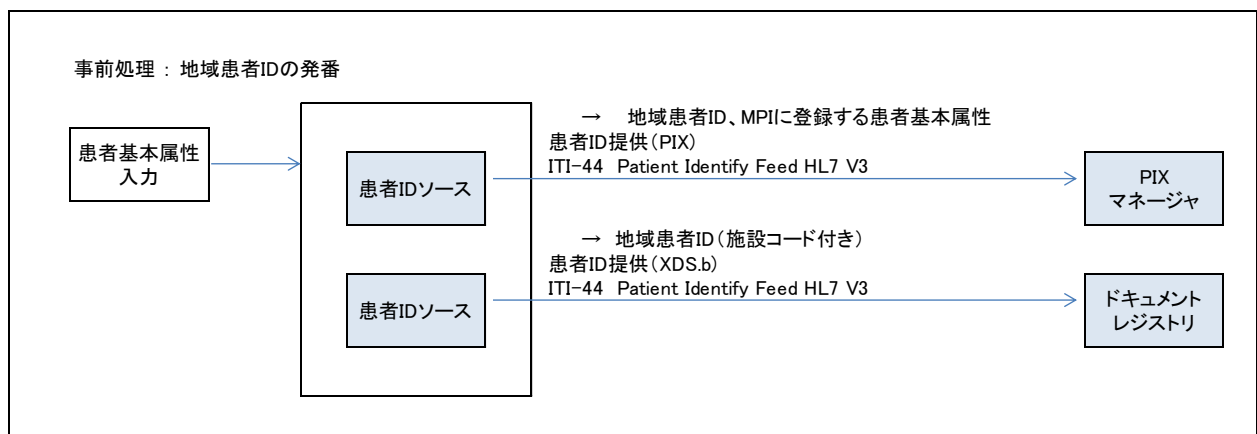 事前処理 : 地域患者IDの発番
患者基本属性
入力
患者IDソース
→ 地域患者ID、MPIに登録する患者基本属性
患者ID提供(PIX)
ITI-44 Patient Identify Feed HL7 V3
PIX
マネージャ
患者IDソース
→ 地域患者ID(施設コード付き)
患者ID提供(XDS.b)
ITI-44 Patient Identify Feed HL7 V3
ドキュメント
レジストリ